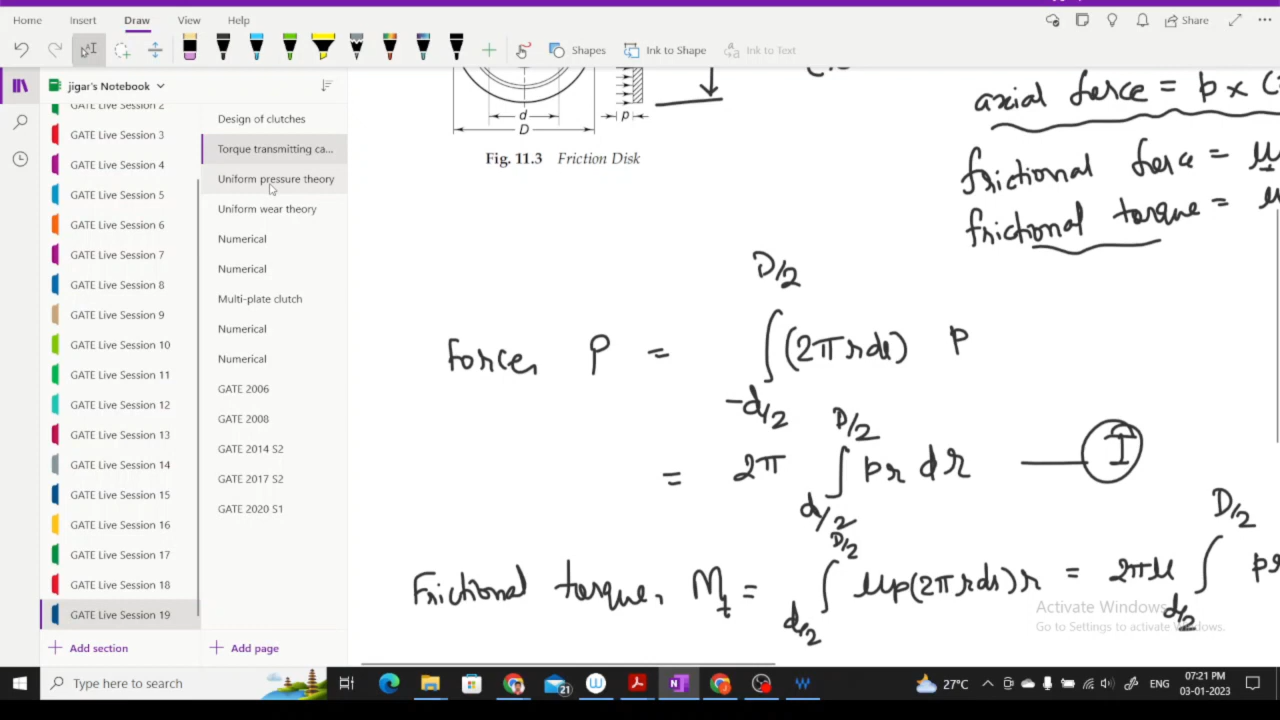 Home Insert Draw View Help
Share
Shapes Ink to Shape Ink to Text
jigar's Notebook
GATE Live Session 2
GATE Live Session 3
GATE Live Session 4
GATE Live Session 5
GATE Live Session 6
GATE Live Session 7
GATE Live Session 8
GATE Live Session 9
GATE Live Session 10
GATE Live Session 11
GATE Live Session 12
GATE Live Session 13
GATE Live Session 14
GATE Live Session 15
GATE Live Session 16
GATE Live Session 17
GATE Live Session 18
GATE Live Session 19
Add section
Design of clutches
Torque transmitting ca...
Uniform pressure theory
Uniform wear theory
Numerical
Numerical
Multi-plate clutch
Numerical
Numerical
GATE 2006
GATE 2008
GATE 2014 S2
GATE 2017 S2
GATE 2020 S1
Add page
d p
D
Fig. 11.3 Friction Disk
axial force = p x (
frictional force = μ
frictional torque = μ
Force, P = ∫_{-d/2}^{D/2} (2πr dr) p
= 2π ∫_{d/2}^{D/2} pr dr — I
Frictional torque, M_t = ∫_{d/2}^{D/2} μp(2πr dr)r = 2πμ ∫_{d/2}^{D/2} pr
Activate Windows
Go to Settings to activate Windows.
Type here to search
21
27°C
ENG
07:21 PM
03-01-2023